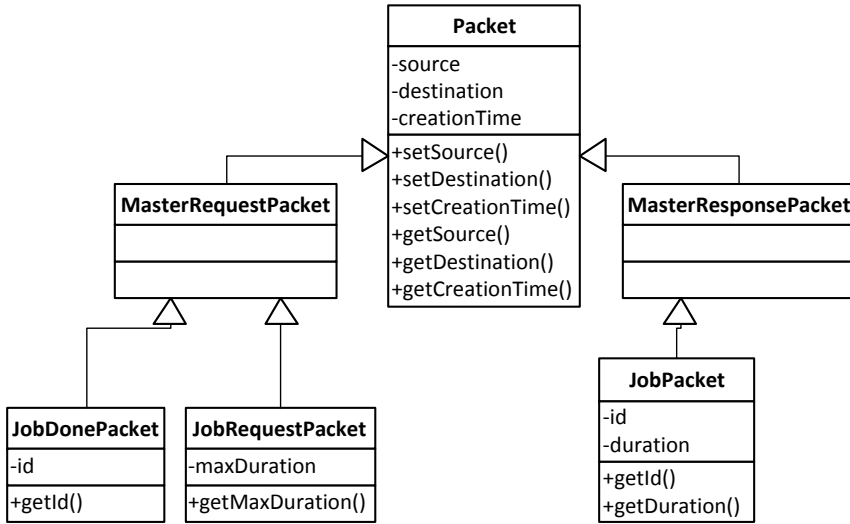 Packet
-source
-destination
-creationTime
+setSource()
+setDestination()
+setCreationTime()
+getSource()
+getDestination()
+getCreationTime()
MasterRequestPacket
MasterResponsePacket
JobDonePacket
-id
+getId()
JobRequestPacket
-maxDuration
+getMaxDuration()
JobPacket
-id
-duration
+getId()
+getDuration()